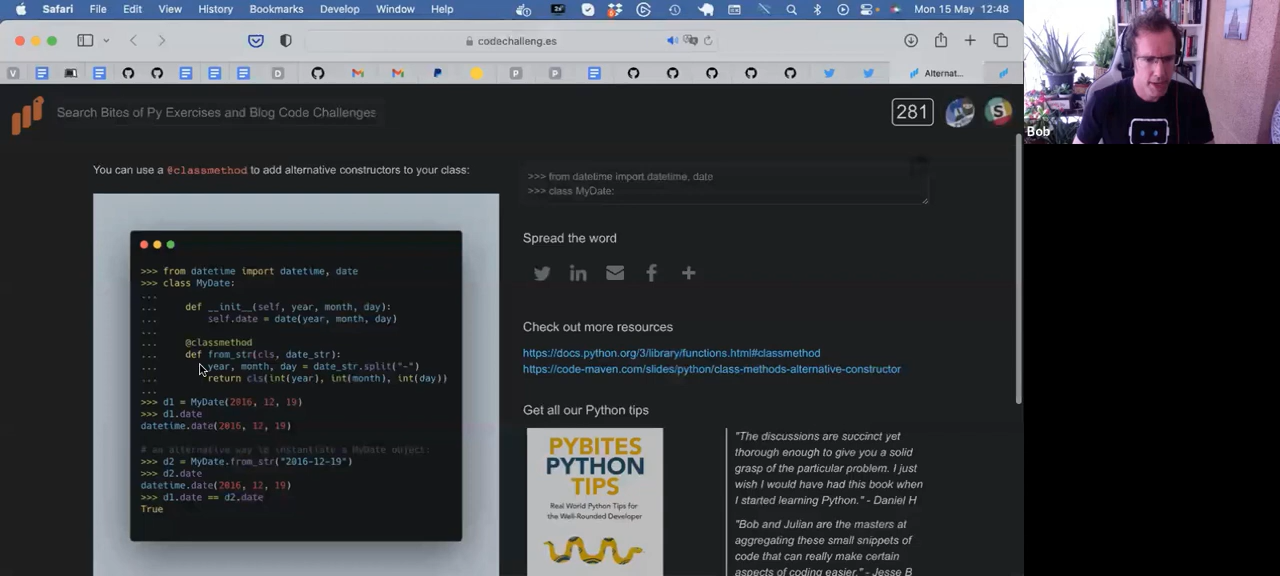 Safari File Edit View History Bookmarks Develop Window Help
Mon 15 May 12:48
codechalleng.es
Alternat...
Search Bites of Py Exercises and Blog Code Challenges
281
S
Bob
You can use a @classmethod to add alternative constructors to your class:
>>> from datetime import datetime, date
>>> class MyDate:
...
...     def __init__(self, year, month, day):
...         self.date = date(year, month, day)
...
...     @classmethod
...     def from_str(cls, date_str):
...         year, month, day = date_str.split("-")
...         return cls(int(year), int(month), int(day))
...
>>> d1 = MyDate(2016, 12, 19)
>>> d1.date
datetime.date(2016, 12, 19)
# an alternative way to instantiate a MyDate object:
>>> d2 = MyDate.from_str("2016-12-19")
>>> d2.date
datetime.date(2016, 12, 19)
>>> d1.date == d2.date
True
>>> from datetime import datetime, date
>>> class MyDate:
Spread the word
Check out more resources
https://docs.python.org/3/library/functions.html#classmethod
https://code-maven.com/slides/python/class-methods-alternative-constructor
Get all our Python tips
PYBITES
PYTHON
TIPS
Real World Python Tips for
the Well-Rounded Developer
"The discussions are succinct yet
thorough enough to give you a solid
grasp of the particular problem. I just
wish I would have had this book when
I started learning Python." - Daniel H
"Bob and Julian are the masters at
aggregating these small snippets of
code that can really make certain
aspects of coding easier." - Jesse B